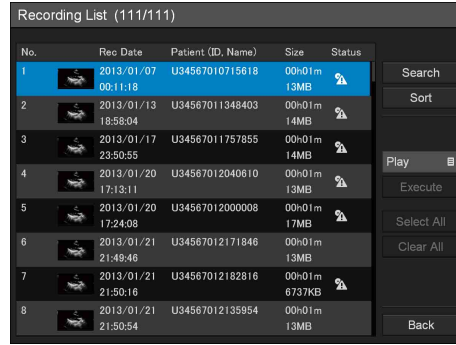 Recording List (111/111)
No. Rec Date Patient (ID, Name) Size Status
1 2013/01/07 U34567010715618 00h01m
00:11:18 13MB
2 2013/01/13 U34567011348403 00h01m
18:58:04 14MB
3 2013/01/17 U34567011757855 00h01m
23:50:55 14MB
4 2013/01/20 U34567012040610 00h01m
17:13:11 13MB
5 2013/01/20 U34567012000008 00h01m
17:24:08 17MB
6 2013/01/21 U34567012171846 00h01m
21:49:46 13MB
7 2013/01/21 U34567012182816 00h01m
21:50:16 6737KB
8 2013/01/21 U34567012135954 00h01m
21:50:54 13MB
Search
Sort
Play
Execute
Select All
Clear All
Back